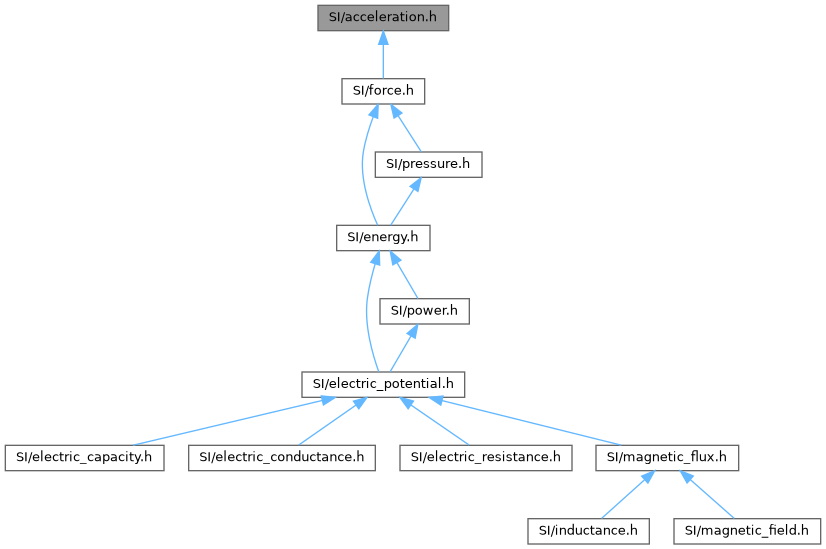 SI/acceleration.h
SI/force.h
SI/pressure.h
SI/energy.h
SI/power.h
SI/electric_potential.h
SI/electric_capacity.h
SI/electric_conductance.h
SI/electric_resistance.h
SI/magnetic_flux.h
SI/inductance.h
SI/magnetic_field.h